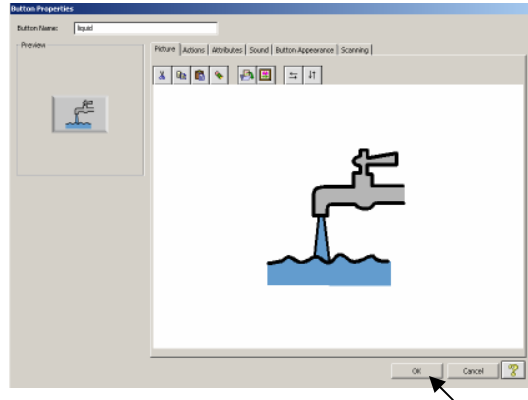 Button Properties
Button Name: liquid
Preview
Picture Actions Attributes Sound Button Appearance Scanning
OK Cancel ?